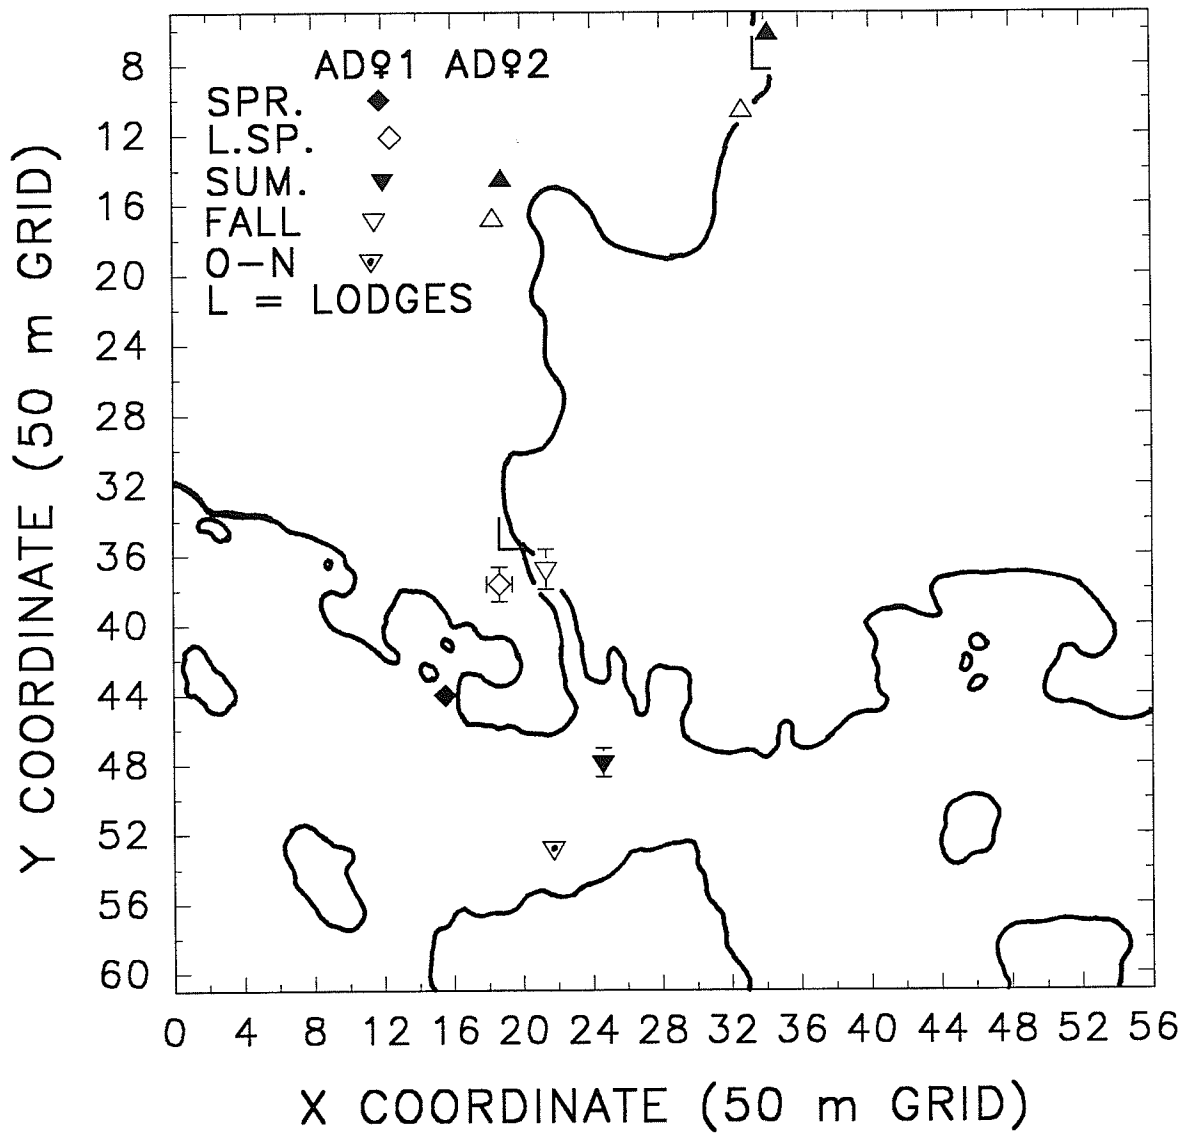 AD♀1 AD♀2
SPR.
L.SP.
SUM.
FALL
O-N
L = LODGES
L
L
Y COORDINATE (50 m GRID)
8
12
16
20
24
28
32
36
40
44
48
52
56
60
0 4 8 12 16 20 24 28 32 36 40 44 48 52 56
X COORDINATE (50 m GRID)